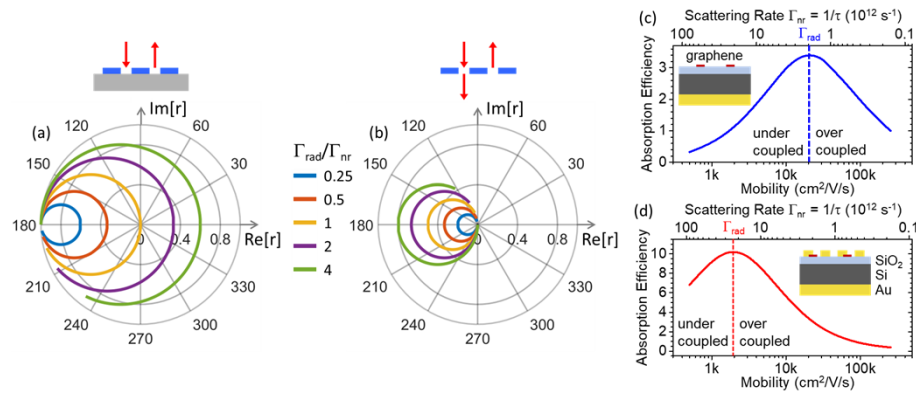 (a)
Im[r]
120
60
150
30
180
0
0.4
0.8
Re[r]
210
330
240
300
270
Γrad/Γnr
0.25
0.5
1
2
4
(b)
Im[r]
120
60
150
30
180
0
0.4
0.8
Re[r]
210
330
240
300
270
(c)
Scattering Rate Γnr = 1/τ (10¹² s⁻¹)
100
10
Γrad
1
0.1
Absorption Efficiency
3
2
1
0
graphene
under coupled
over coupled
1k
10k
100k
Mobility (cm²/V/s)
(d)
Scattering Rate Γnr = 1/τ (10¹² s⁻¹)
100
Γrad
10
1
0.1
Absorption Efficiency
10
8
6
4
2
0
SiO₂
Si
Au
under coupled
over coupled
1k
10k
100k
Mobility (cm²/V/s)